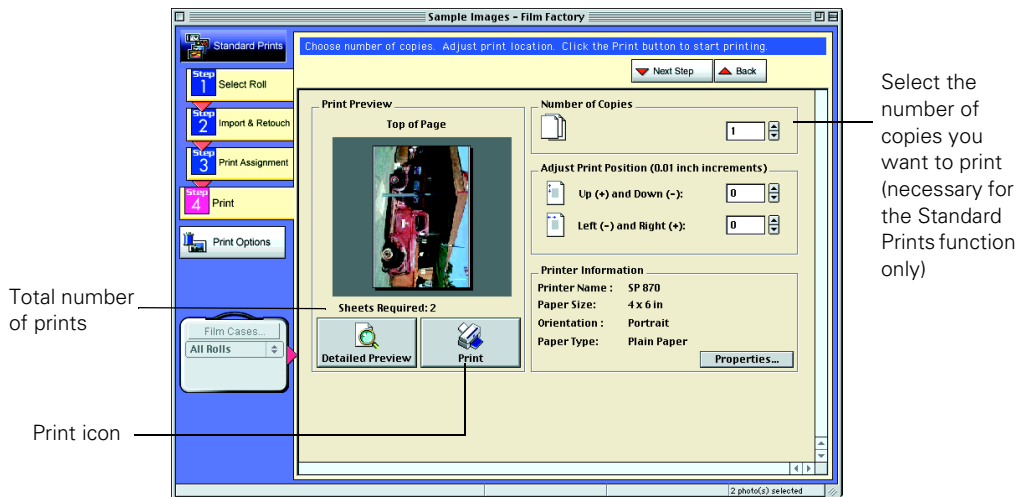 Sample Images – Film Factory
Standard Prints
Choose number of copies. Adjust print location. Click the Print button to start printing.
Next Step
Back
Step 1 Select Roll
Step 2 Import & Retouch
Step 3 Print Assignment
Step 4 Print
Print Options
Film Cases...
All Rolls
Print Preview
Top of Page
Sheets Required: 2
Detailed Preview
Print
Number of Copies
1
Adjust Print Position (0.01 inch increments)
Up (+) and Down (-): 0
Left (-) and Right (+): 0
Printer Information
Printer Name : SP 870
Paper Size: 4 x 6 in
Orientation : Portrait
Paper Type: Plain Paper
Properties...
2 photo(s) selected
Total number
of prints
Print icon
Select the
number of
copies you
want to print
(necessary for
the Standard
Prints function
only)